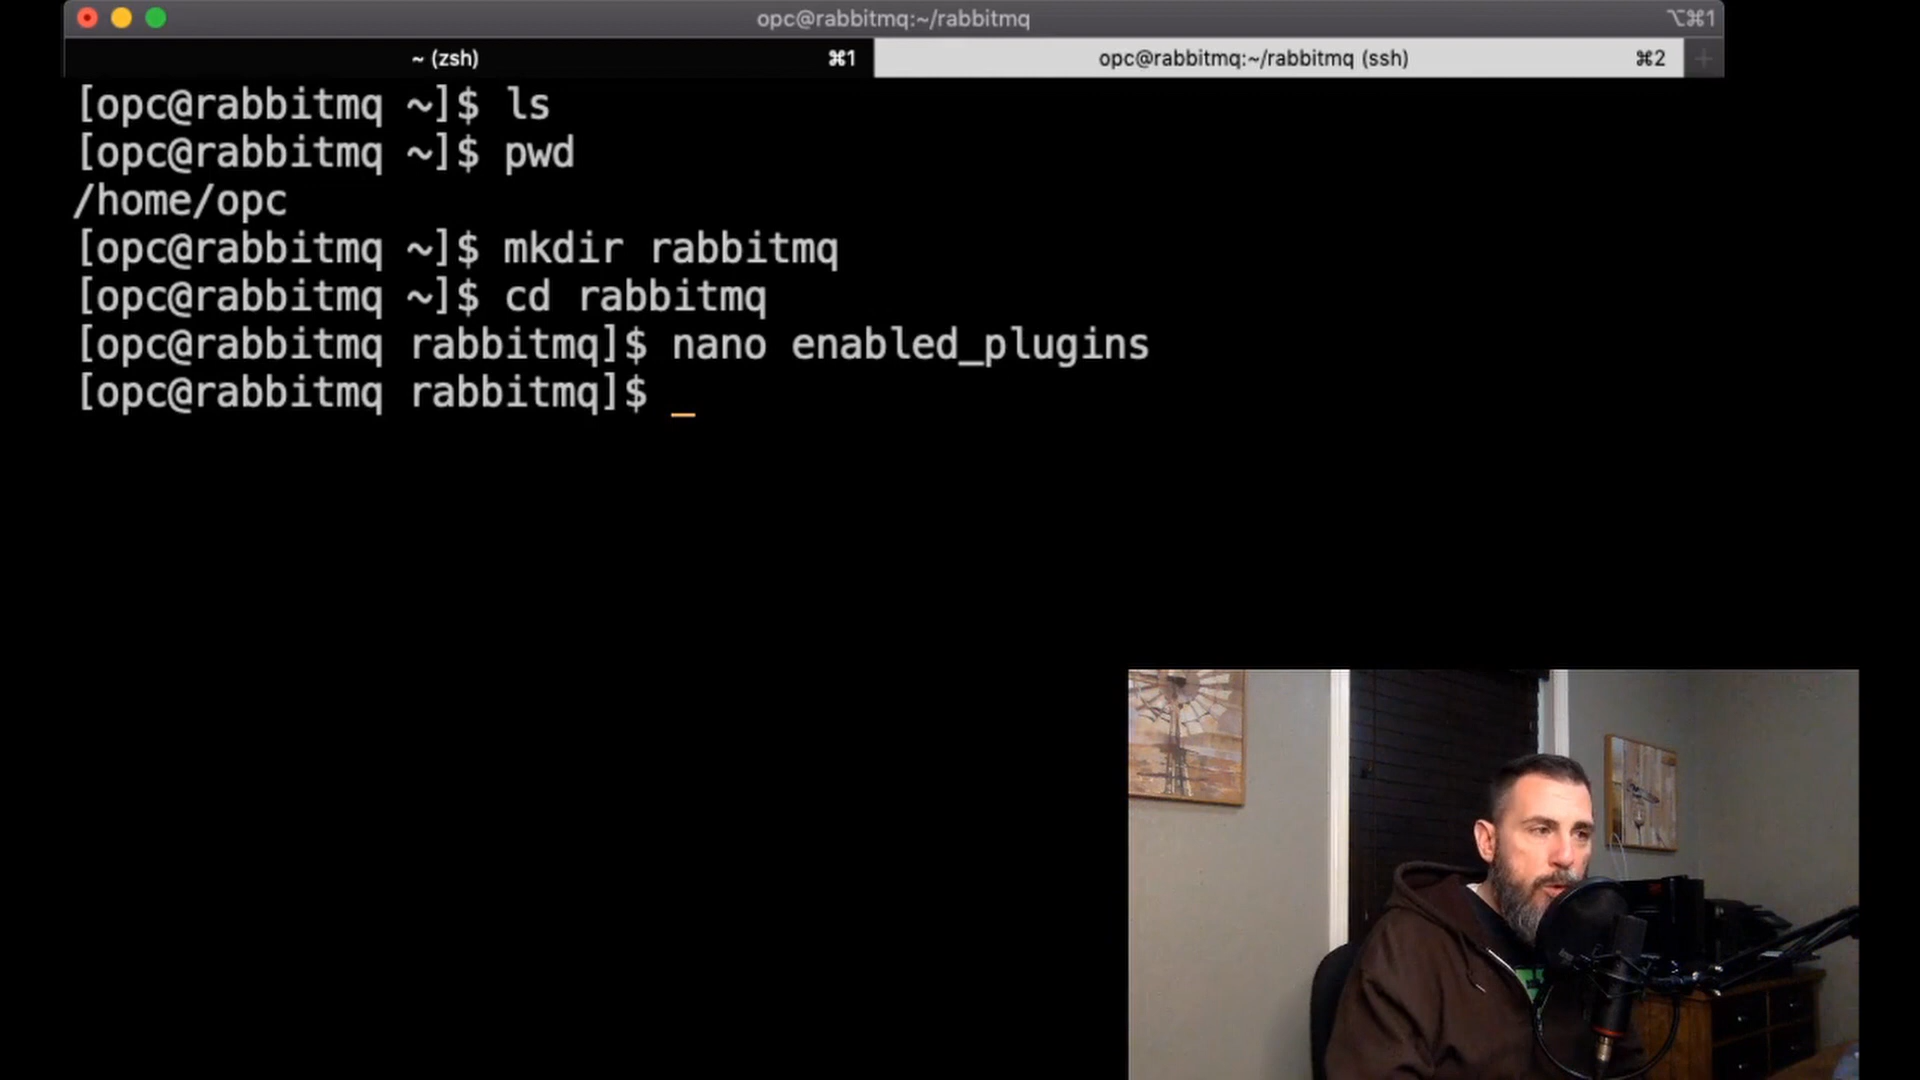 opc@rabbitmq:~/rabbitmq ⌥⌘1
~ (zsh) ⌘1 opc@rabbitmq:~/rabbitmq (ssh) ⌘2 +
[opc@rabbitmq ~]$ ls
[opc@rabbitmq ~]$ pwd
/home/opc
[opc@rabbitmq ~]$ mkdir rabbitmq
[opc@rabbitmq ~]$ cd rabbitmq
[opc@rabbitmq rabbitmq]$ nano enabled_plugins
[opc@rabbitmq rabbitmq]$ _